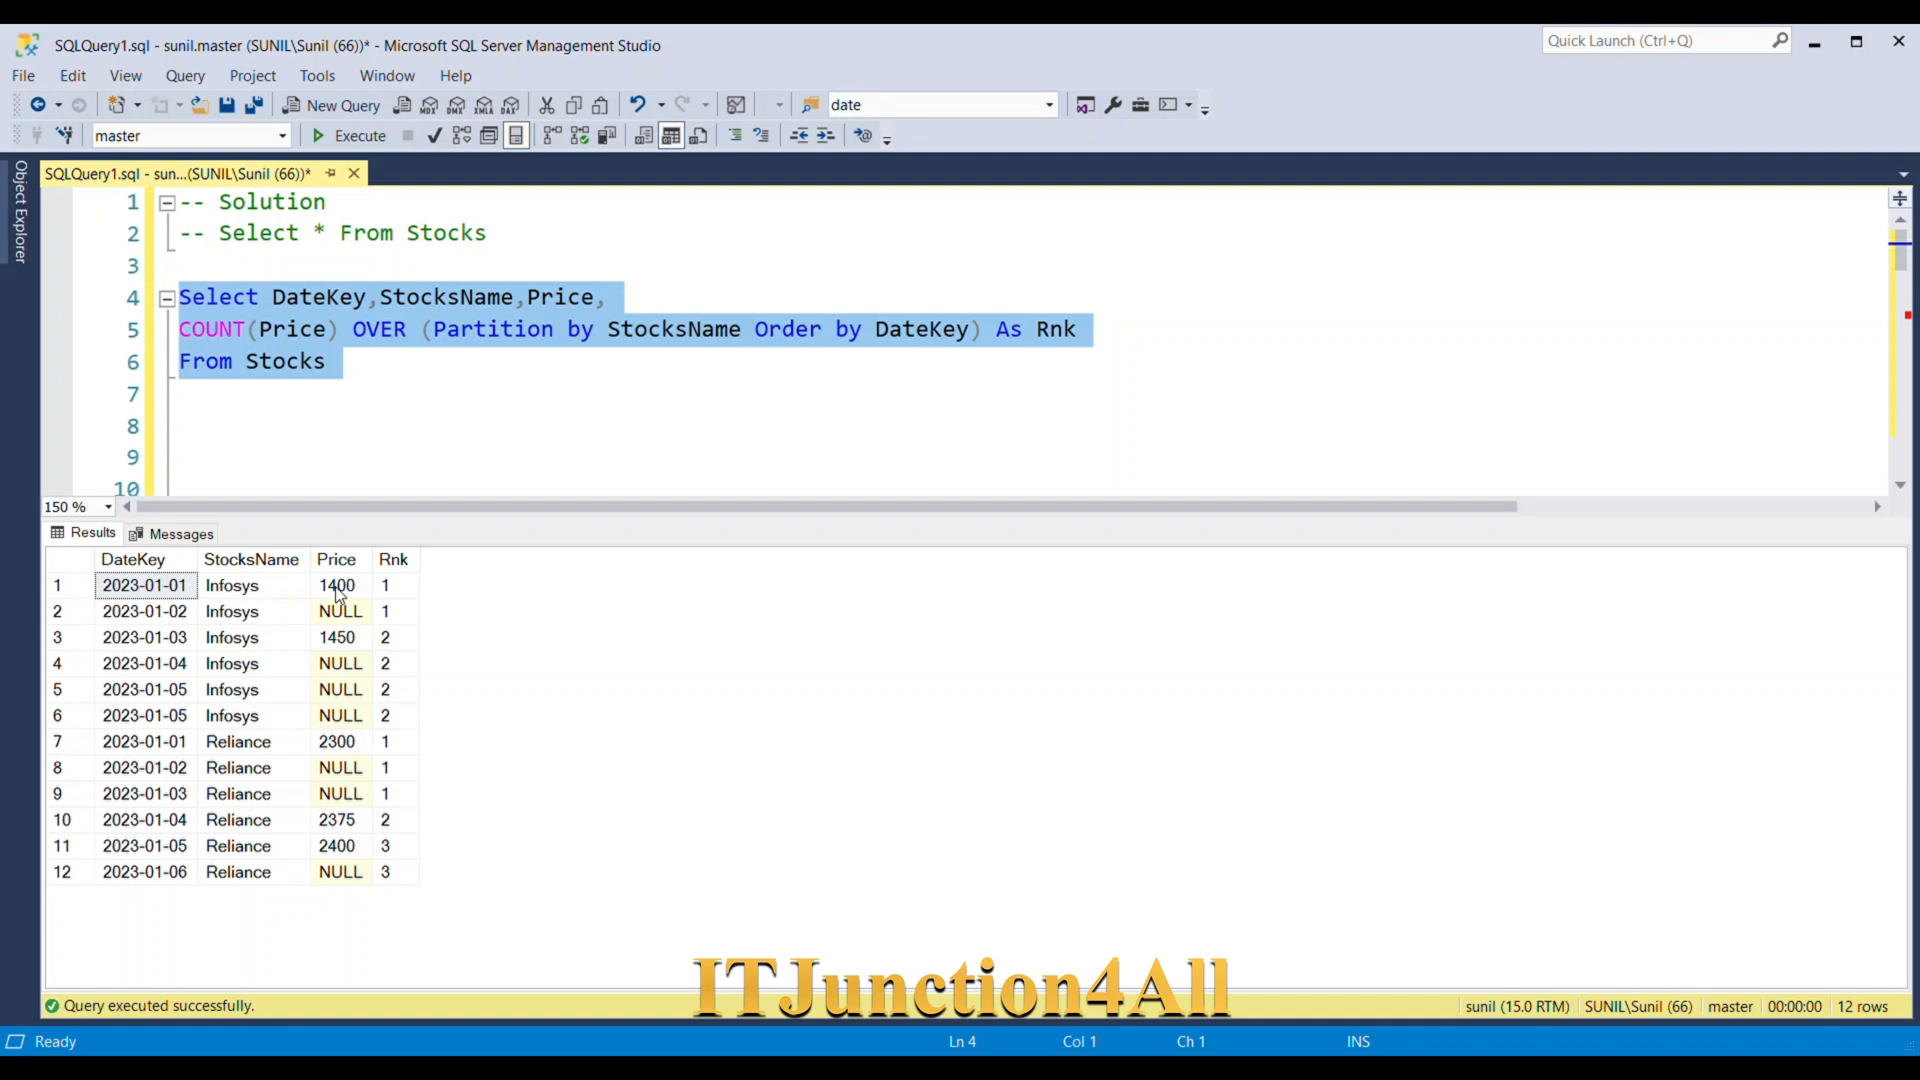 SQLQuery1.sql - sunil.master (SUNIL\Sunil (66))* - Microsoft SQL Server Management Studio
Quick Launch (Ctrl+Q)
File Edit View Query Project Tools Window Help
New Query MDX DMX XMLA DAX date
master Execute
Object Explorer
SQLQuery1.sql - sun...(SUNIL\Sunil (66))*
1 -- Solution
2 -- Select * From Stocks
3
4 Select DateKey,StocksName,Price,
5 COUNT(Price) OVER (Partition by StocksName Order by DateKey) As Rnk
6 From Stocks
7
8
9
10
150 %
Results Messages
DateKey StocksName Price Rnk
1 2023-01-01 Infosys 1400 1
2 2023-01-02 Infosys NULL 1
3 2023-01-03 Infosys 1450 2
4 2023-01-04 Infosys NULL 2
5 2023-01-05 Infosys NULL 2
6 2023-01-05 Infosys NULL 2
7 2023-01-01 Reliance 2300 1
8 2023-01-02 Reliance NULL 1
9 2023-01-03 Reliance NULL 1
10 2023-01-04 Reliance 2375 2
11 2023-01-05 Reliance 2400 3
12 2023-01-06 Reliance NULL 3
ITJunction4All
Query executed successfully. sunil (15.0 RTM) SUNIL\Sunil (66) master 00:00:00 12 rows
Ready Ln 4 Col 1 Ch 1 INS